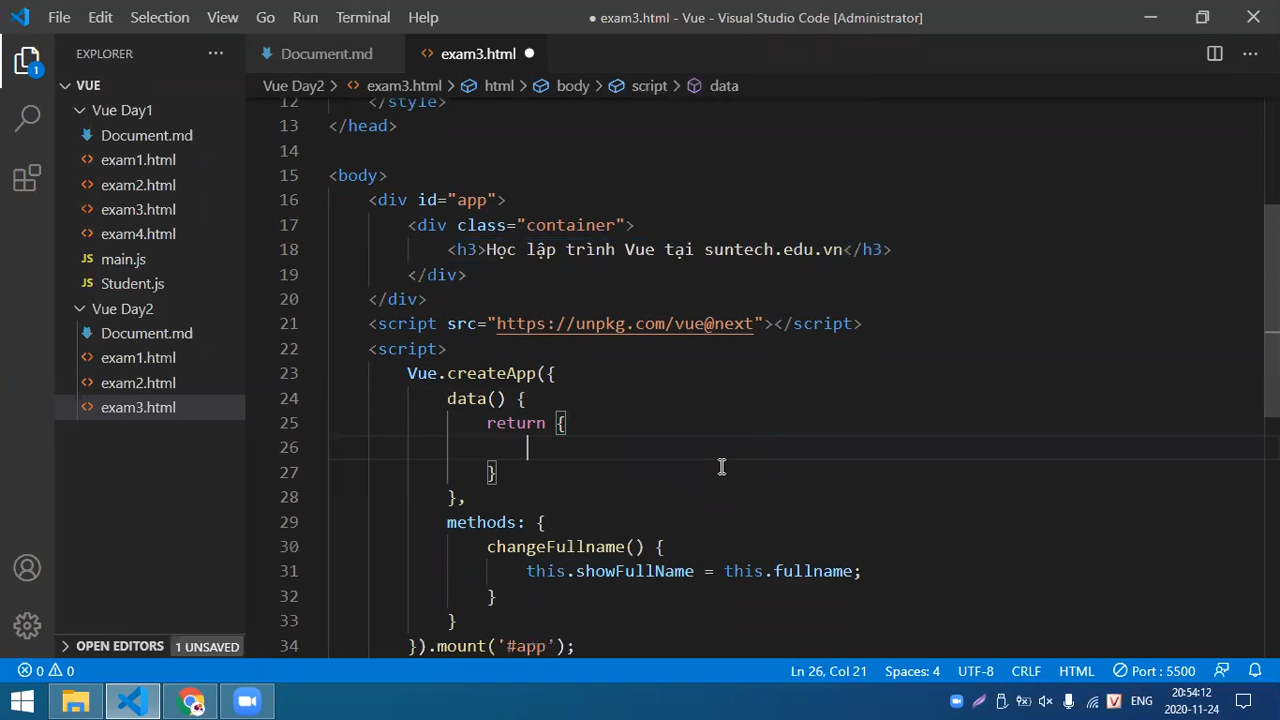 File Edit Selection View Go Run Terminal Help
● exam3.html - Vue - Visual Studio Code [Administrator]
EXPLORER ···
Document.md
<> exam3.html ●
1
VUE
Vue Day2 > <> exam3.html > html > body > script > data
Vue Day1
Document.md
exam1.html
exam2.html
exam3.html
exam4.html
JS main.js
JS Student.js
Vue Day2
Document.md
exam1.html
exam2.html
exam3.html
OPEN EDITORS 1 UNSAVED
12 </style>
13 </head>
14
15 <body>
16 <div id="app">
17 <div class="container">
18 <h3>Học lập trình Vue tại suntech.edu.vn</h3>
19 </div>
20 </div>
21 <script src="https://unpkg.com/vue@next"></script>
22 <script>
23 Vue.createApp({
24 data() {
25 return {
26
27 }
28 },
29 methods: {
30 changeFullname() {
31 this.showFullName = this.fullname;
32 }
33 }
34 }).mount('#app');
0 0 Ln 26, Col 21 Spaces: 4 UTF-8 CRLF HTML Port : 5500
V ENG
20:54:12
2020-11-24